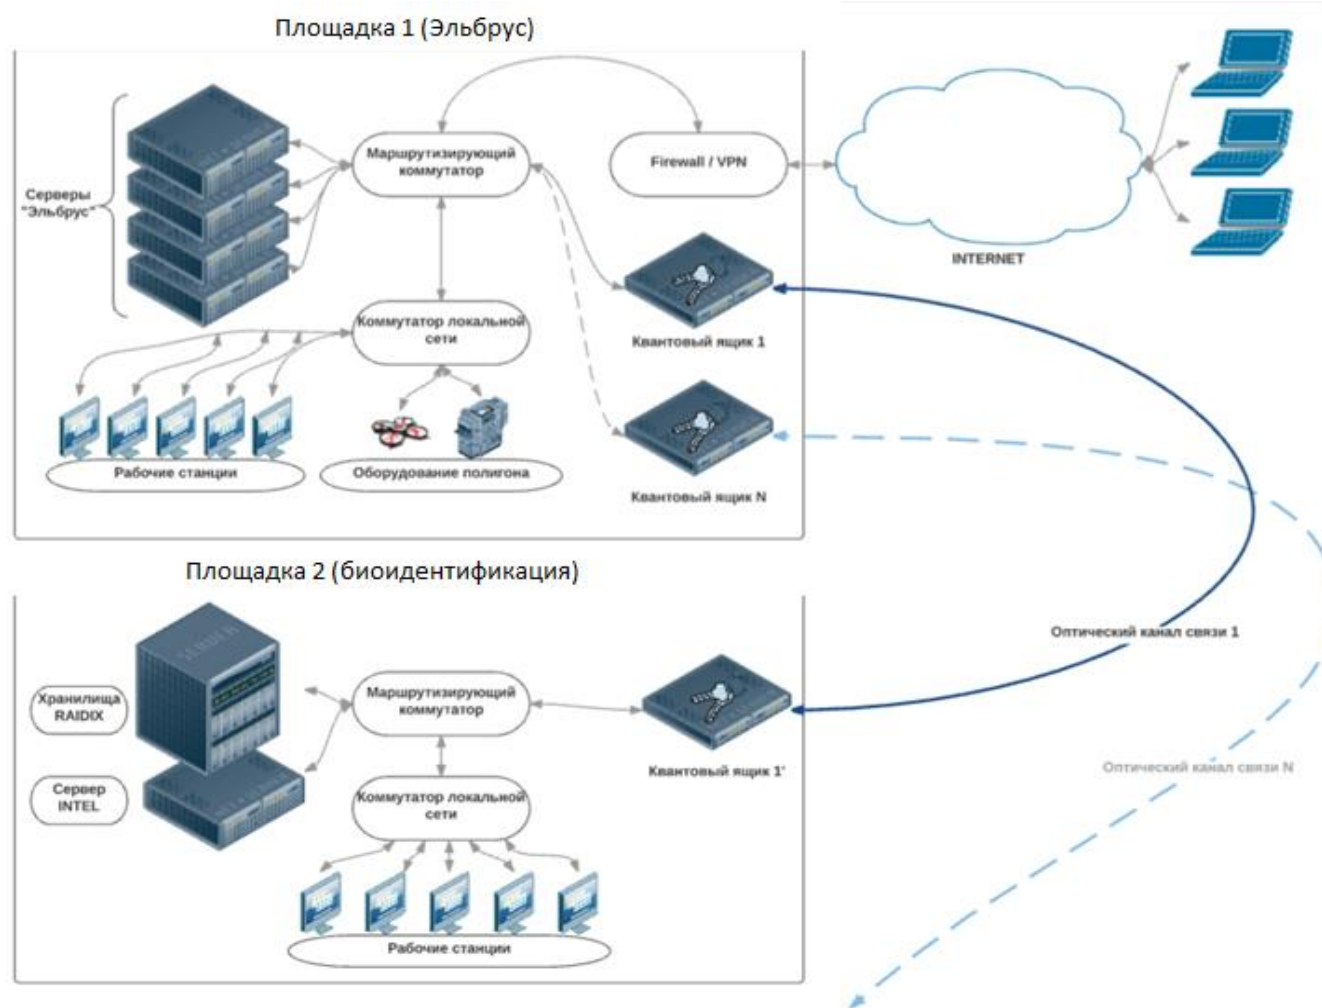 Площадка 1 (Эльбрус)
Серверы
"Эльбрус"
Маршрутизирующий
коммутатор
Firewall / VPN
INTERNET
Коммутатор локальной
сети
Квантовый ящик 1
Рабочие станции
Оборудование полигона
Квантовый ящик N
Площадка 2 (биоидентификация)
SERVER
Хранилища
RAIDIX
Маршрутизирующий
коммутатор
Оптический канал связи 1
Квантовый ящик 1'
Оптический канал связи N
Сервер
INTEL
Коммутатор локальной
сети
Рабочие станции